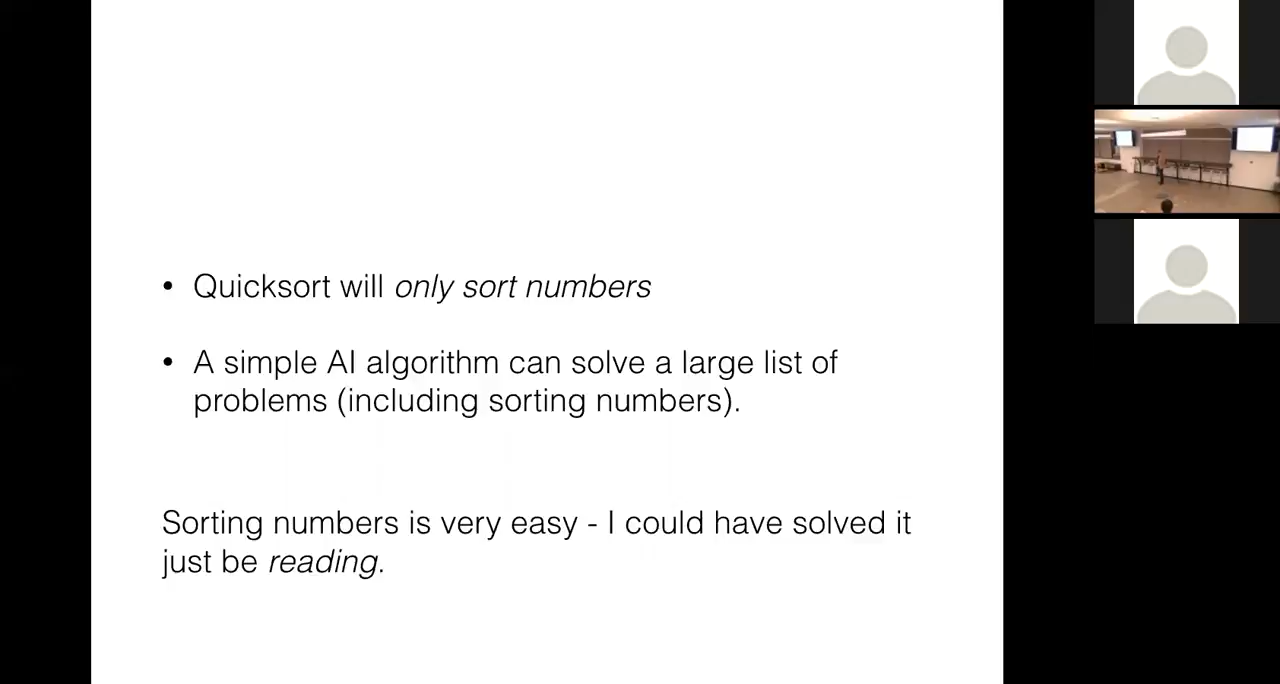 • Quicksort will only sort numbers
• A simple AI algorithm can solve a large list of
problems (including sorting numbers).
Sorting numbers is very easy - I could have solved it
just be reading.